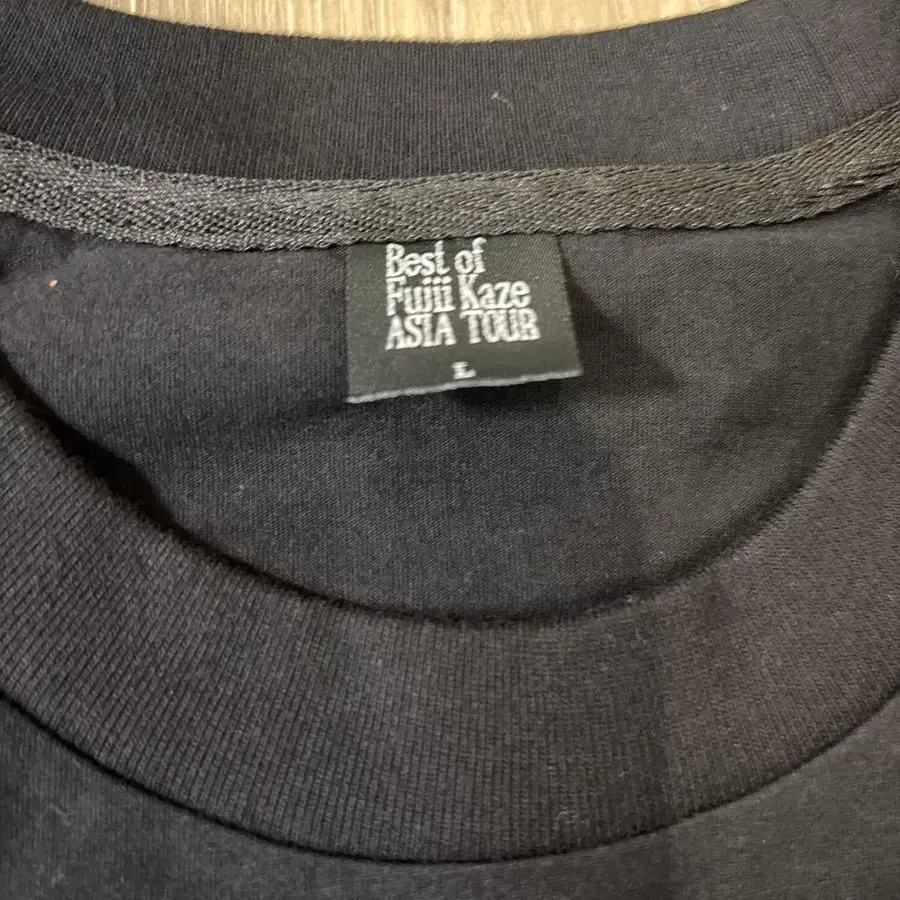 Best of
Fujii Kaze
ASIA TOUR
L